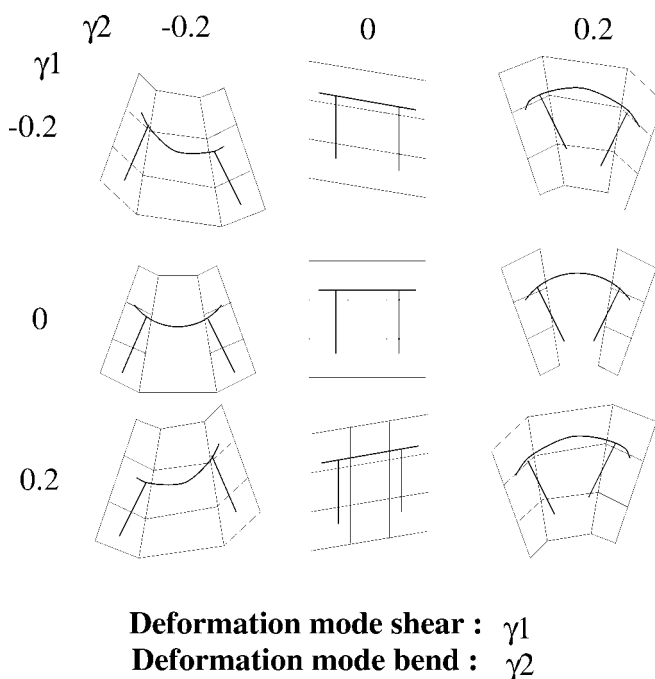 γ2 -0.2 0 0.2
γ1
-0.2
0
0.2
Deformation mode shear : γ1
Deformation mode bend : γ2